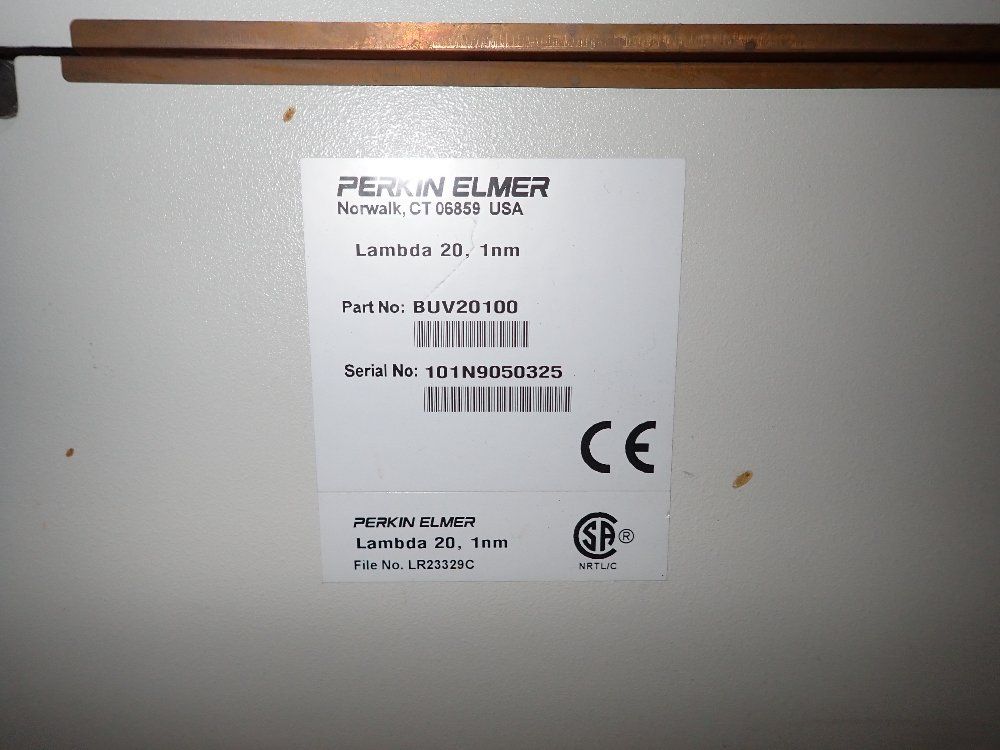 PERKIN ELMER
Norwalk, CT 06859 USA
Lambda 20, 1nm
Part No: BUV20100
Serial No: 101N9050325
CE
PERKIN ELMER
Lambda 20, 1nm
File No. LR23329C
SA ®
NRTL/C